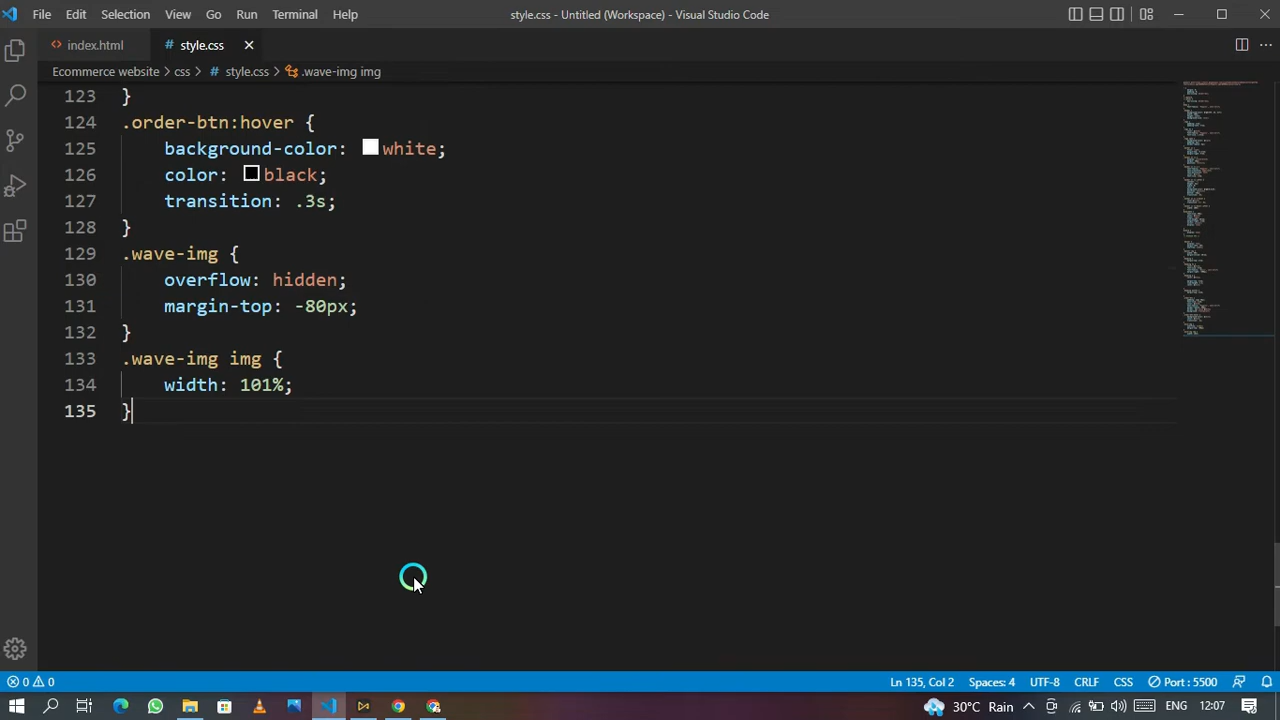 File Edit Selection View Go Run Terminal Help style.css - Untitled (Workspace) - Visual Studio Code
<> index.html # style.css
Ecommerce website > css > # style.css > .wave-img img
123 }
124 .order-btn:hover {
125 background-color: white;
126 color: black;
127 transition: .3s;
128 }
129 .wave-img {
130 overflow: hidden;
131 margin-top: -80px;
132 }
133 .wave-img img {
134 width: 101%;
135 }
0 0 Ln 135, Col 2 Spaces: 4 UTF-8 CRLF CSS Port : 5500
30°C Rain ENG 12:07